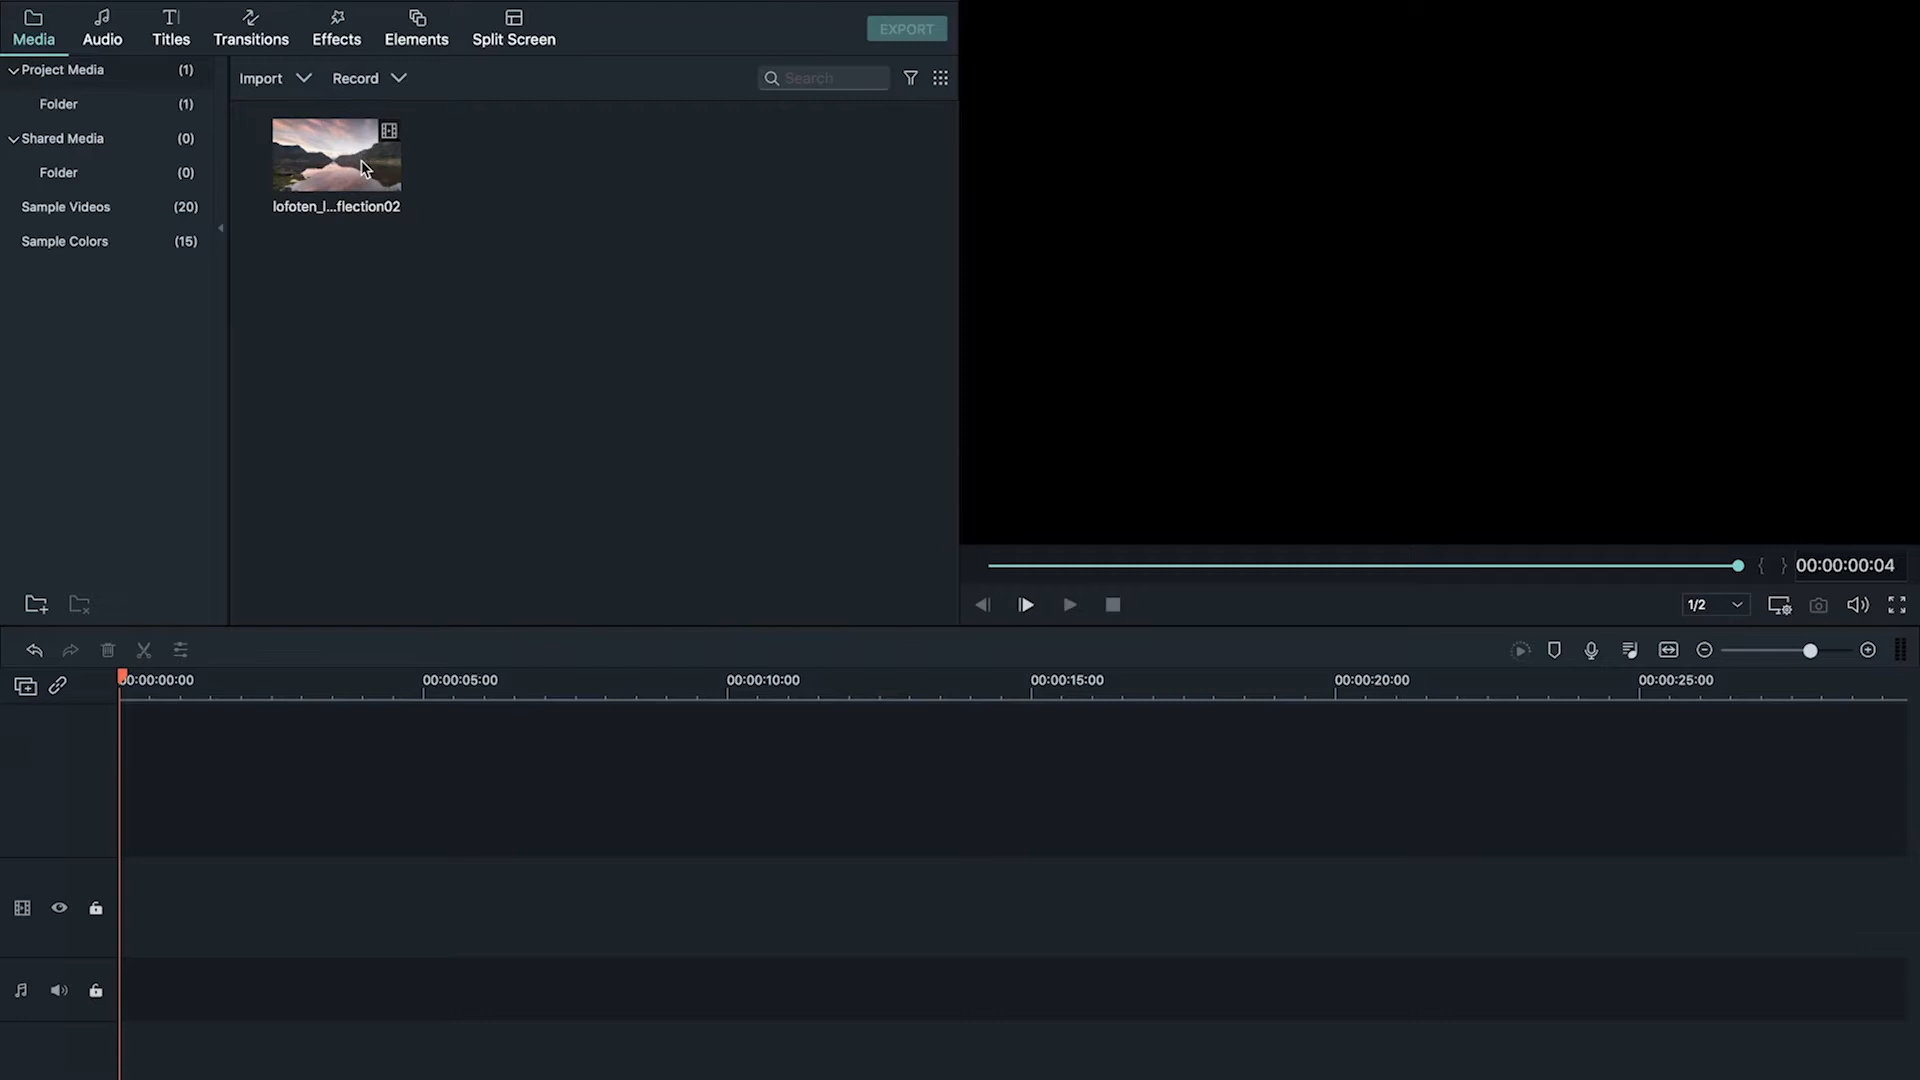 Media
Audio
Titles
Transitions
Effects
Elements
Split Screen
EXPORT
Project Media (1)
Folder (1)
Shared Media (0)
Folder (0)
Sample Videos (20)
Sample Colors (15)
Import
Record
Search
lofoten_l...flection02
00:00:00:04
1/2
00:00:00:00
00:00:05:00
00:00:10:00
00:00:15:00
00:00:20:00
00:00:25:00